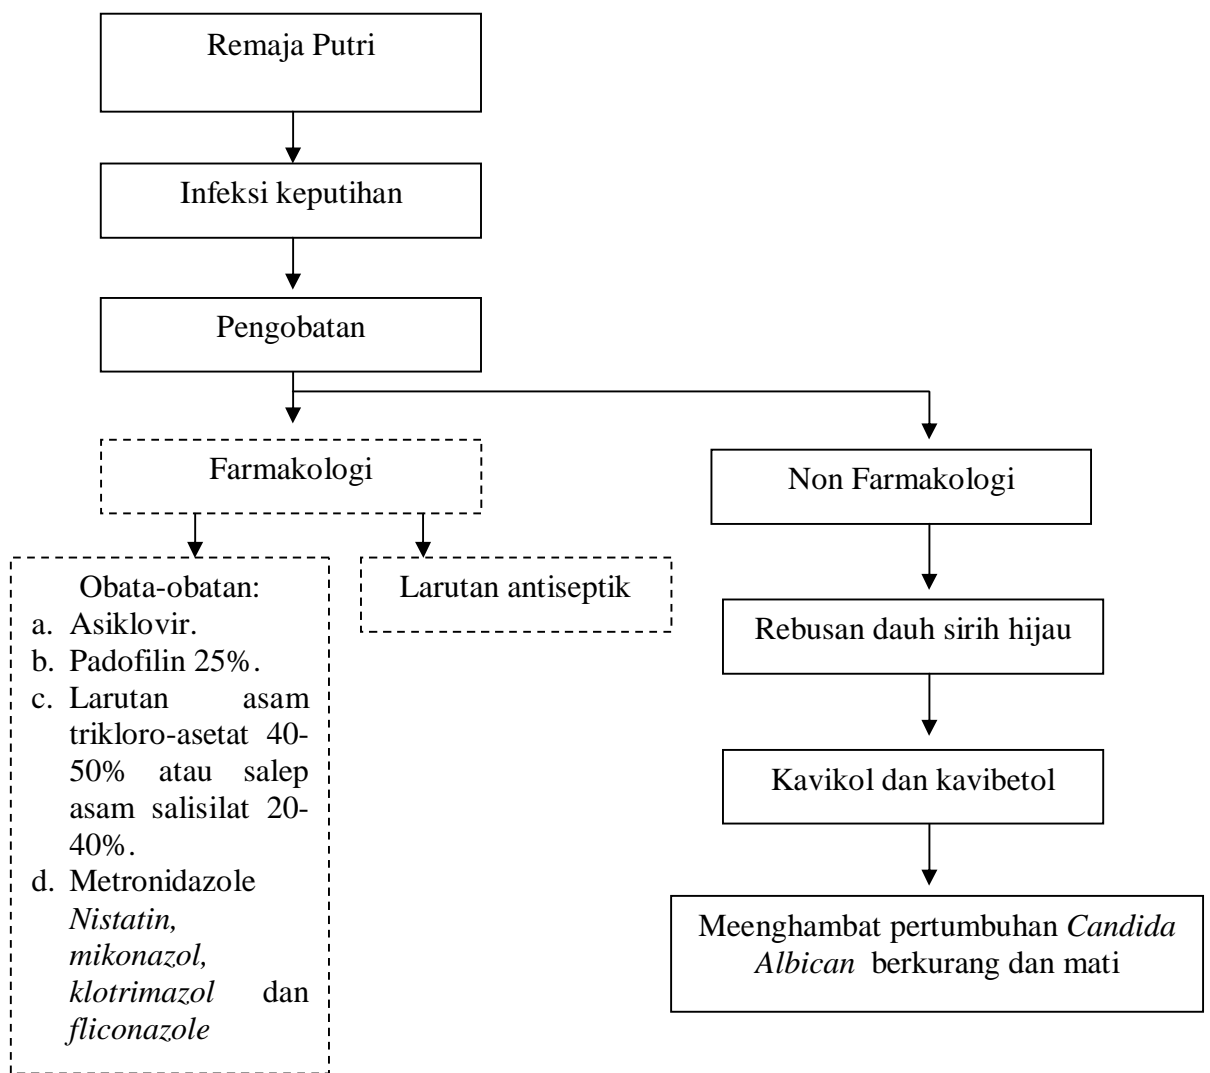 Remaja Putri
Infeksi keputihan
Pengobatan
Farmakologi
Non Farmakologi
Obata-obatan:
a. Asiklovir.
b. Padofilin 25%.
c. Larutan asam
trikloro-asetat 40-
50% atau salep
asam salisilat 20-
40%.
d. Metronidazole
Nistatin,
mikonazol,
klotrimazol dan
fliconazole
Larutan antiseptik
Rebusan dauh sirih hijau
Kavikol dan kavibetol
Meenghambat pertumbuhan Candida
Albican berkurang dan mati